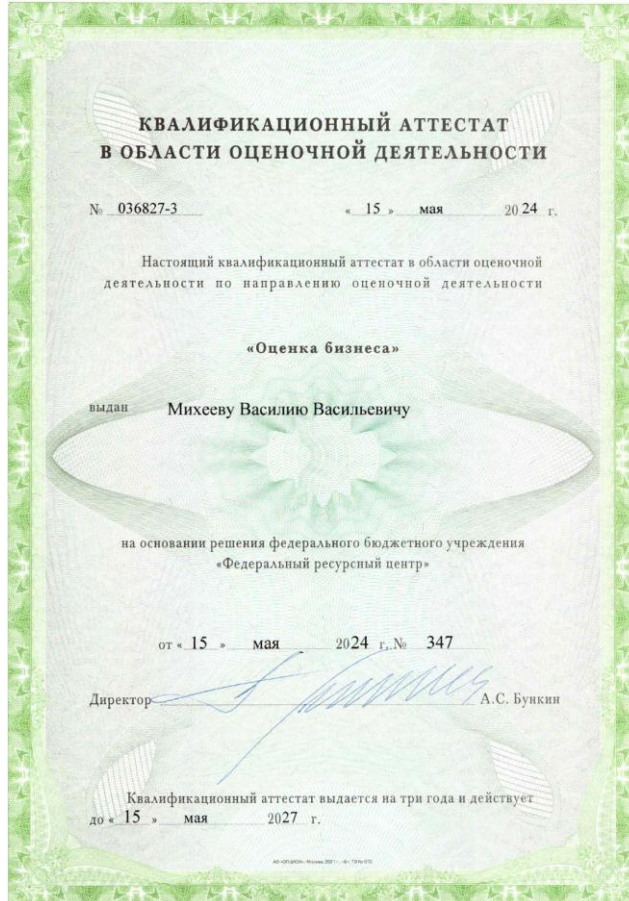 КВАЛИФИКАЦИОННЫЙ АТТЕСТАТ
В ОБЛАСТИ ОЦЕНОЧНОЙ ДЕЯТЕЛЬНОСТИ
№ 036827-3 « 15 » мая 20 24 г.
Настоящий квалификационный аттестат в области оценочной
деятельности по направлению оценочной деятельности
«Оценка бизнеса»
выдан Михееву Василию Васильевичу
на основании решения федерального бюджетного учреждения
«Федеральный ресурсный центр»
от « 15 » мая 2024 г. № 347
Директор А.С. Бункин
Квалификационный аттестат выдается на три года и действует
до « 15 » мая 2027 г.